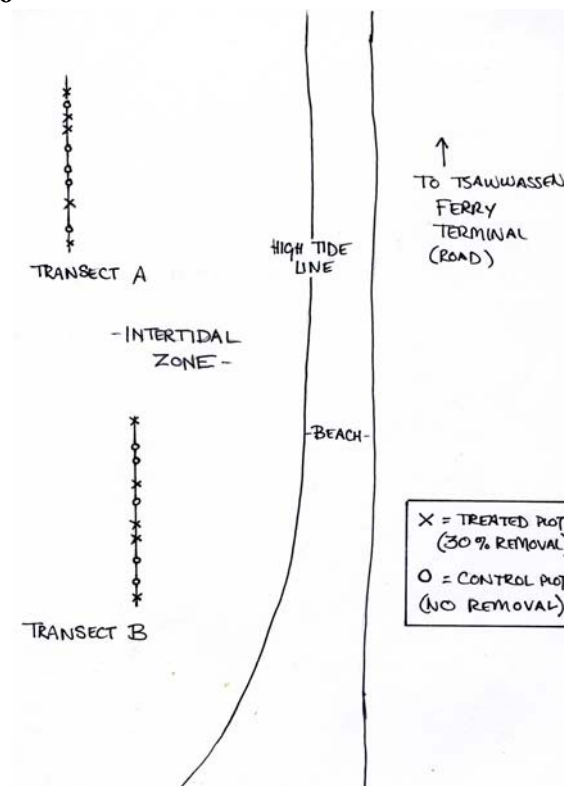 TRANSECT A
TO TSAWWASSEN
FERRY
TERMINAL
(ROAD)
HIGH TIDE
LINE
-INTERTIDAL
ZONE-
-BEACH-
X = TREATED PLOT
(30% REMOVAL)
O = CONTROL PLOT
(NO REMOVAL)
TRANSECT B